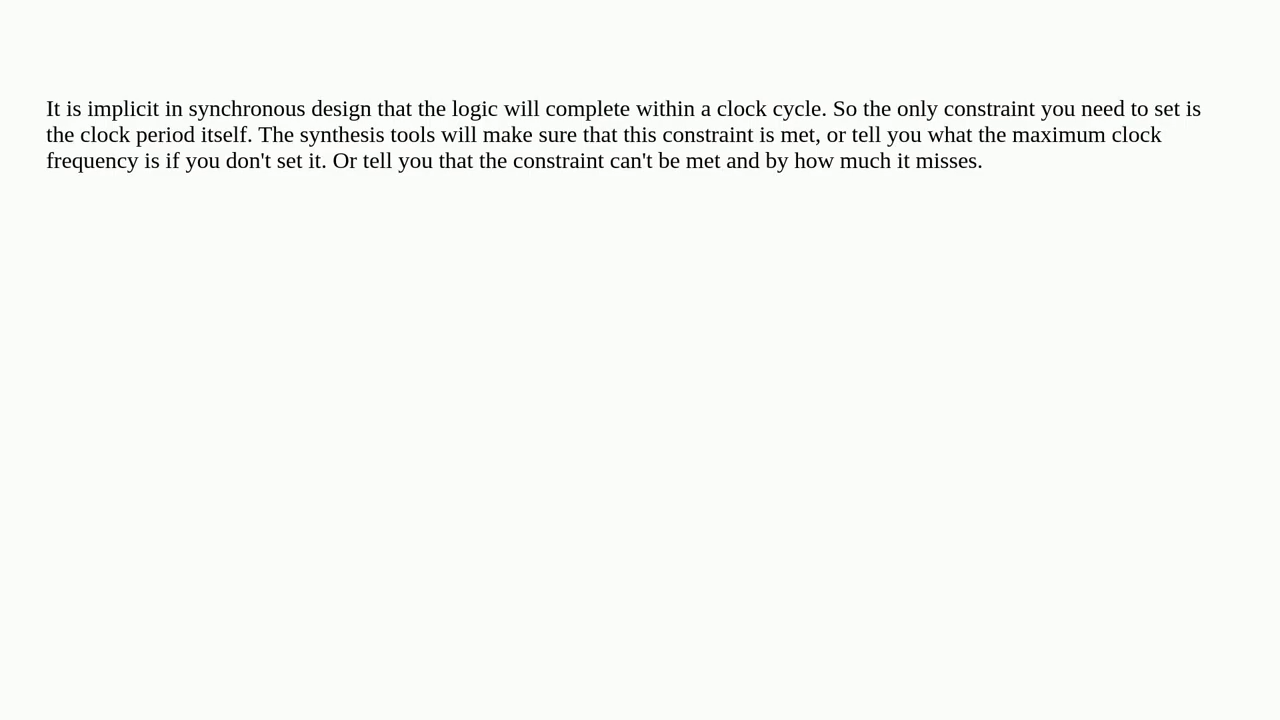 It is implicit in synchronous design that the logic will complete within a clock cycle. So the only constraint you need to set is
the clock period itself. The synthesis tools will make sure that this constraint is met, or tell you what the maximum clock
frequency is if you don't set it. Or tell you that the constraint can't be met and by how much it misses.